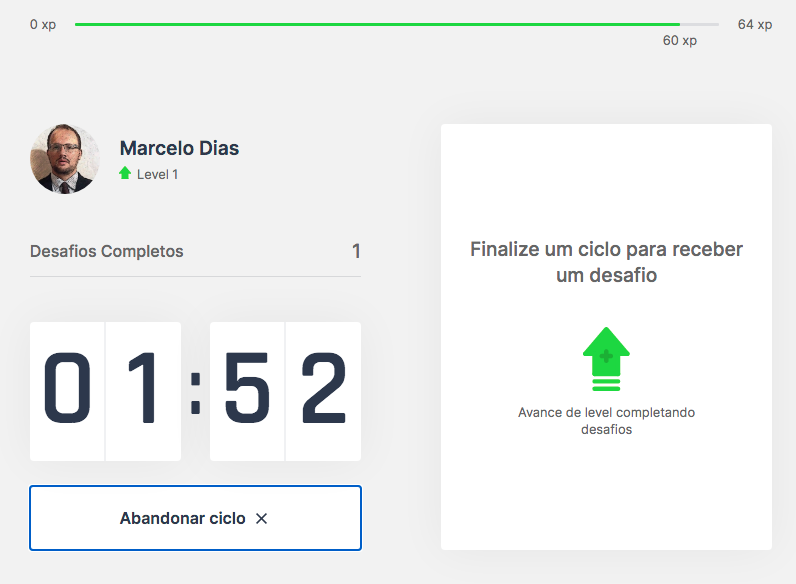 0 xp
64 xp
60 xp
Marcelo Dias
Level 1
Desafios Completos 1
01:52
Abandonar ciclo ×
Finalize um ciclo para receber
um desafio
Avance de level completando
desafios